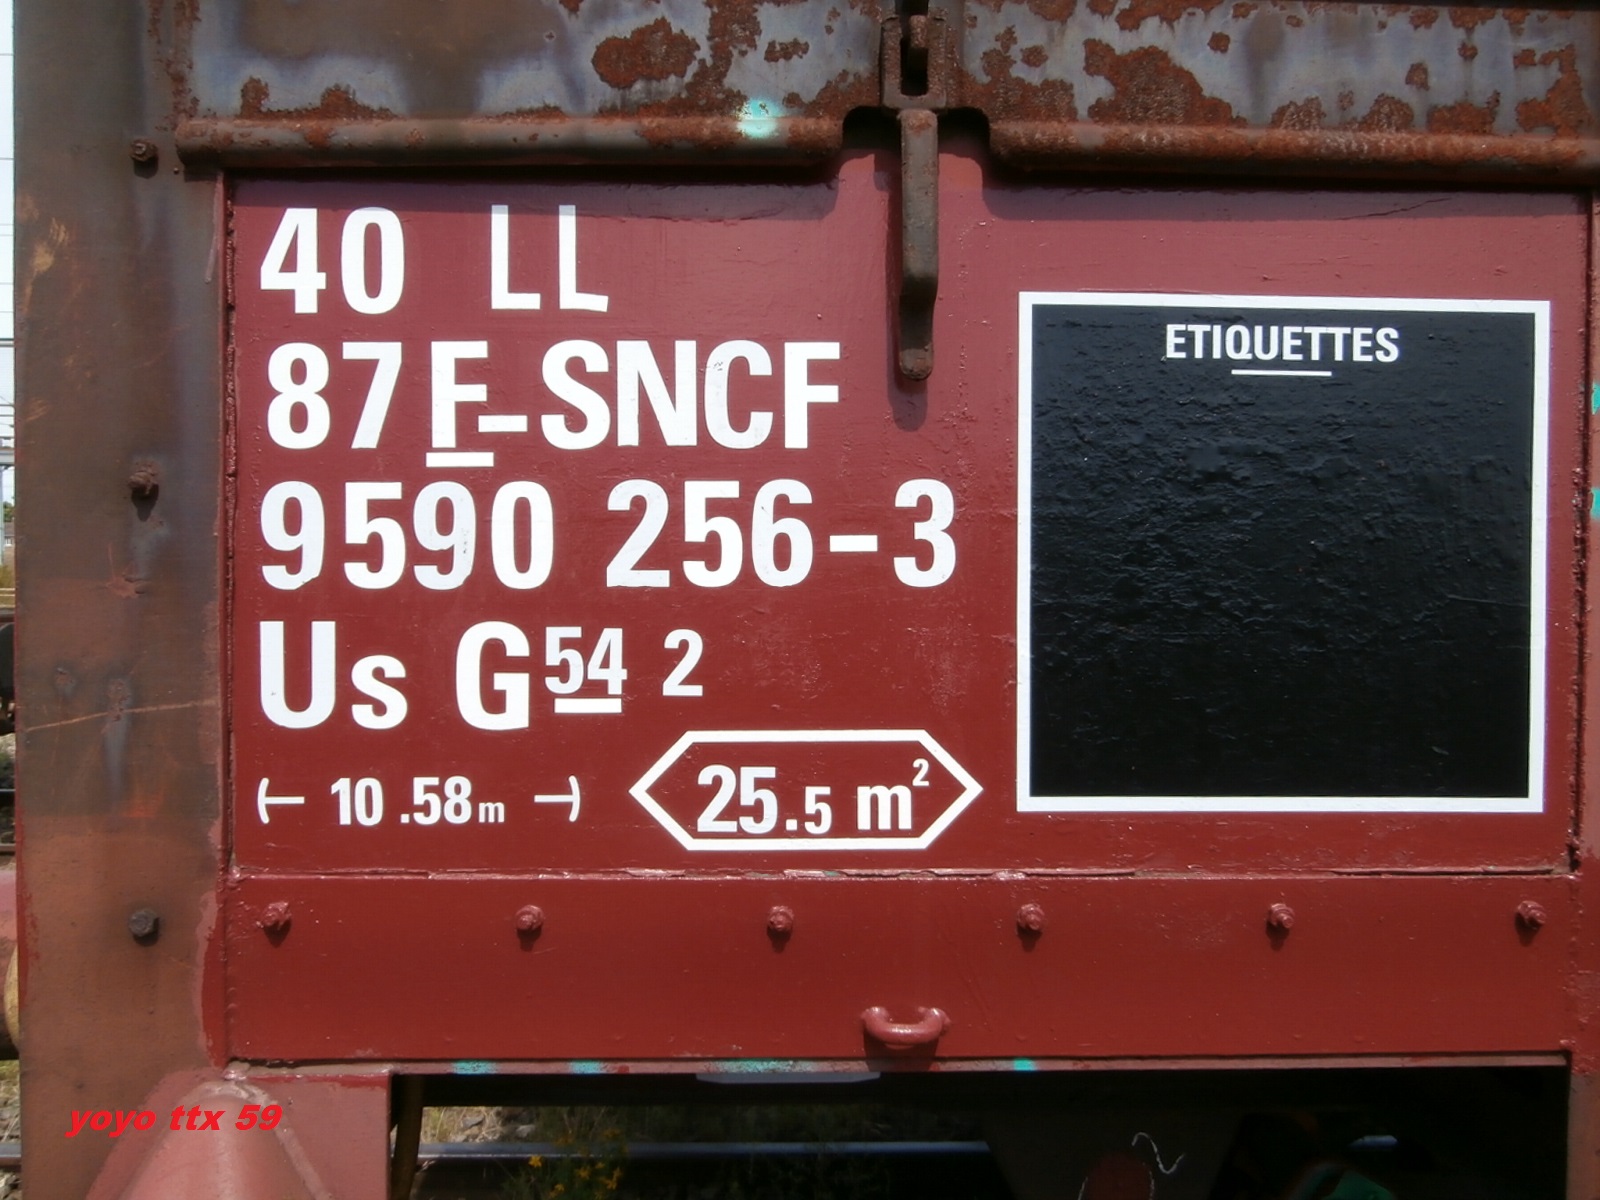 40 LL
87 F-SNCF
9590 256-3
Us G54 2
10.58m
25.5 m²
ETIQUETTES
yoyo ttx 59